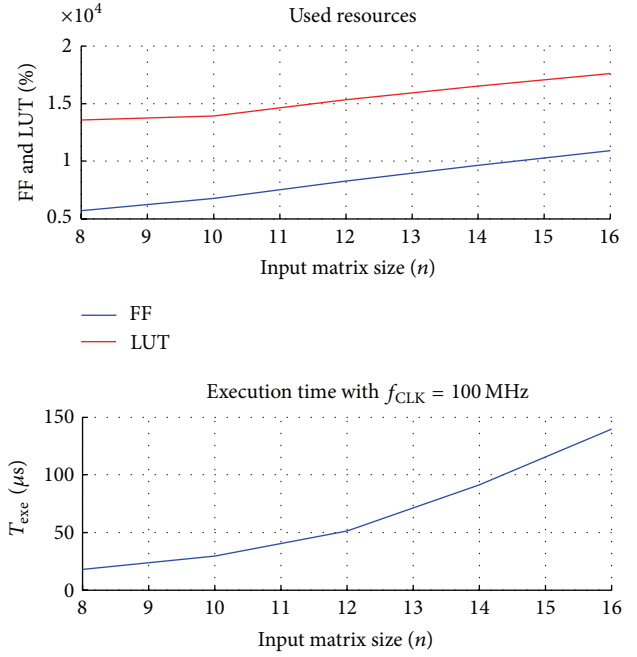 ×10⁴
Used resources
2
1.5
1
0.5
FF and LUT (%)
8 9 10 11 12 13 14 15 16
Input matrix size (n)
FF
LUT
Execution time with f_CLK = 100 MHz
150
100
50
0
T_exe (μs)
8 9 10 11 12 13 14 15 16
Input matrix size (n)